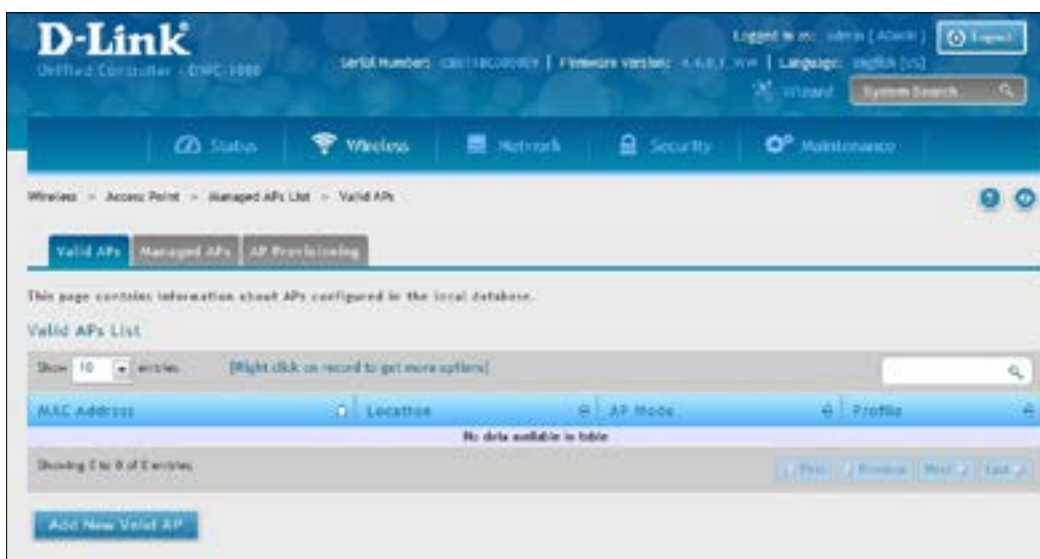 D-Link
Unified Controller - DWC-1000
Logged in as: admin [ADMIN]
Logout
Serial Number: | Firmware Version: WW | Language: English [US]
Wizard
System Search
Status
Wireless
Network
Security
Maintenance
Wireless » Access Point » Managed APs List » Valid APs
Valid APs
Managed APs
AP Provisioning
This page contains information about APs configured in the local database.
Valid APs List
Show 10 entries
[Right click on record to get more options]
MAC Address
Location
AP Mode
Profile
No data available in table
Showing 0 to 0 of 0 entries
First
Previous
Next
Last
Add New Valid AP